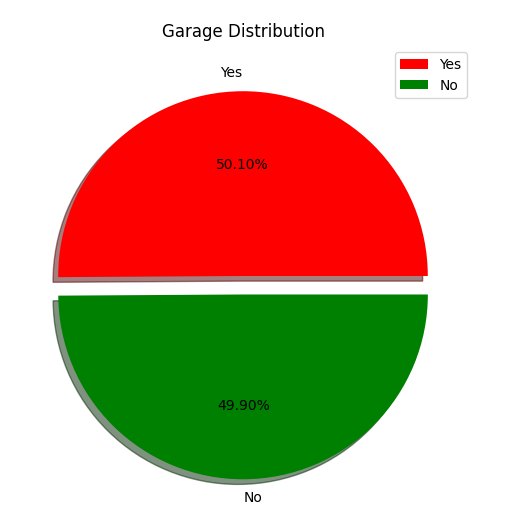 Garage Distribution
Yes
Yes
No
50.10%
49.90%
No